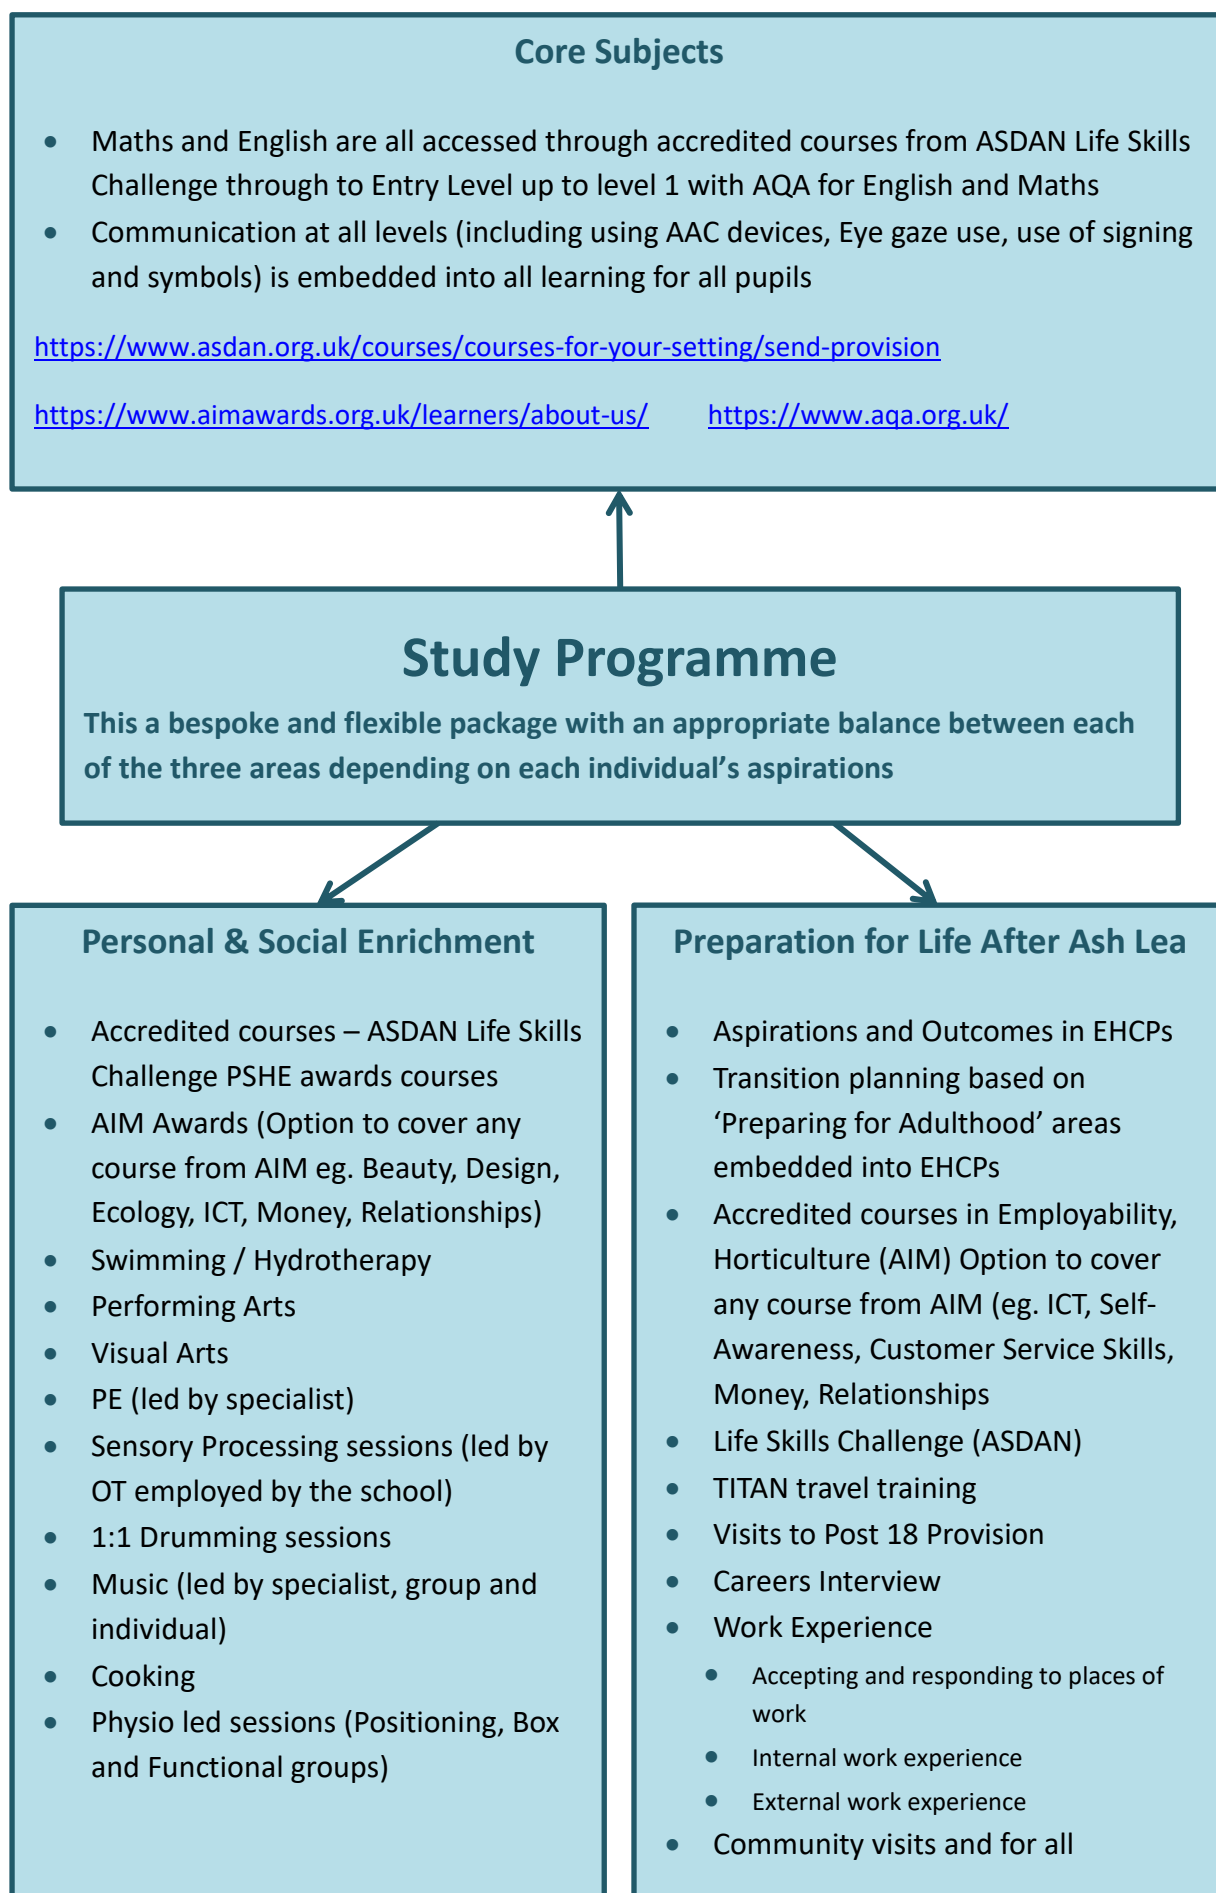 Core Subjects
• Maths and English are all accessed through accredited courses from ASDAN Life Skills
Challenge through to Entry Level up to level 1 with AQA for English and Maths
• Communication at all levels (including using AAC devices, Eye gaze use, use of signing
and symbols) is embedded into all learning for all pupils
https://www.asdan.org.uk/courses/courses-for-your-setting/send-provision
https://www.aimawards.org.uk/learners/about-us/ https://www.aqa.org.uk/
Study Programme
This a bespoke and flexible package with an appropriate balance between each
of the three areas depending on each individual’s aspirations
Personal & Social Enrichment
• Accredited courses – ASDAN Life Skills
Challenge PSHE awards courses
• AIM Awards (Option to cover any
course from AIM eg. Beauty, Design,
Ecology, ICT, Money, Relationships)
• Swimming / Hydrotherapy
• Performing Arts
• Visual Arts
• PE (led by specialist)
• Sensory Processing sessions (led by
OT employed by the school)
• 1:1 Drumming sessions
• Music (led by specialist, group and
individual)
• Cooking
• Physio led sessions (Positioning, Box
and Functional groups)
Preparation for Life After Ash Lea
• Aspirations and Outcomes in EHCPs
• Transition planning based on
‘Preparing for Adulthood’ areas
embedded into EHCPs
• Accredited courses in Employability,
Horticulture (AIM) Option to cover
any course from AIM (eg. ICT, Self-
Awareness, Customer Service Skills,
Money, Relationships
• Life Skills Challenge (ASDAN)
• TITAN travel training
• Visits to Post 18 Provision
• Careers Interview
• Work Experience
• Accepting and responding to places of
work
• Internal work experience
• External work experience
• Community visits and for all